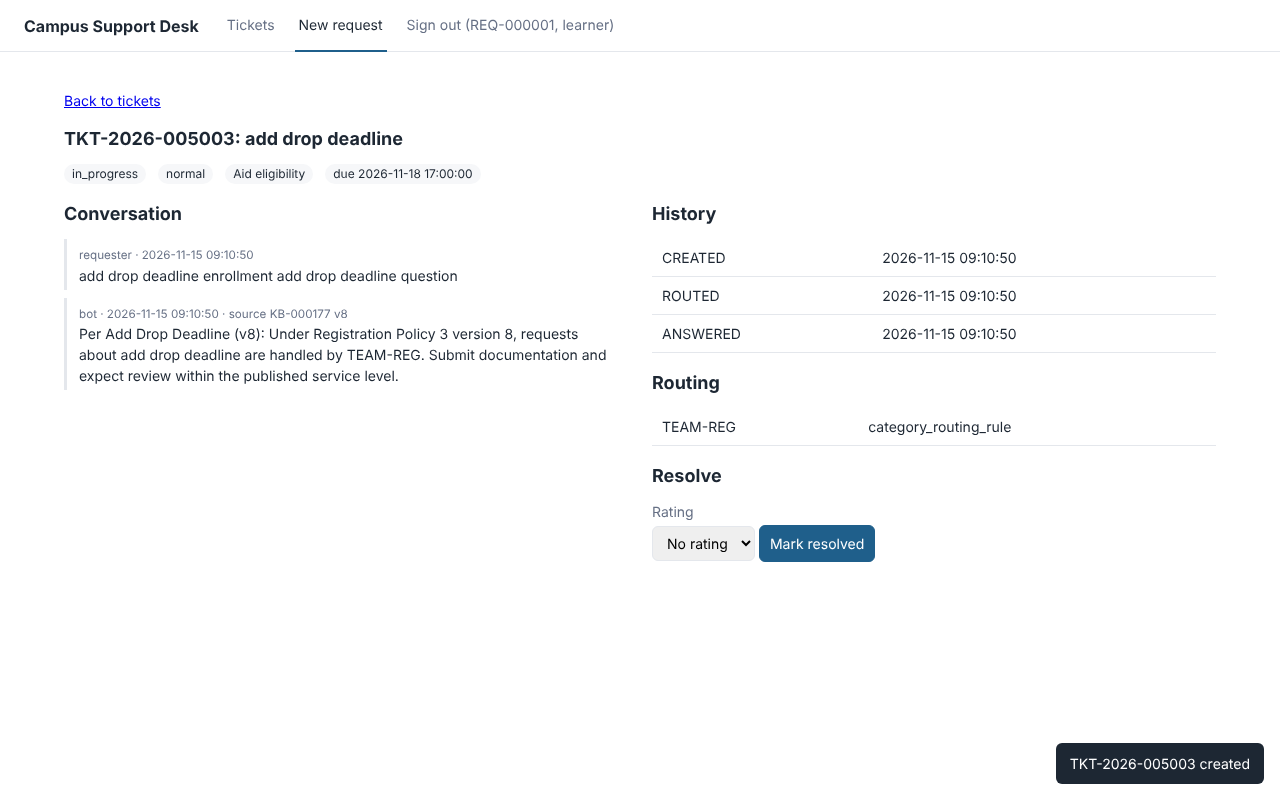 Campus Support Desk
Tickets
New request
Sign out (REQ-000001, learner)
Back to tickets
TKT-2026-005003: add drop deadline
in_progress
normal
Aid eligibility
due 2026-11-18 17:00:00
Conversation
requester · 2026-11-15 09:10:50
add drop deadline enrollment add drop deadline question
bot · 2026-11-15 09:10:50 · source KB-000177 v8
Per Add Drop Deadline (v8): Under Registration Policy 3 version 8, requests
about add drop deadline are handled by TEAM-REG. Submit documentation and
expect review within the published service level.
History
CREATED 2026-11-15 09:10:50
ROUTED 2026-11-15 09:10:50
ANSWERED 2026-11-15 09:10:50
Routing
TEAM-REG category_routing_rule
Resolve
Rating
No rating
Mark resolved
TKT-2026-005003 created